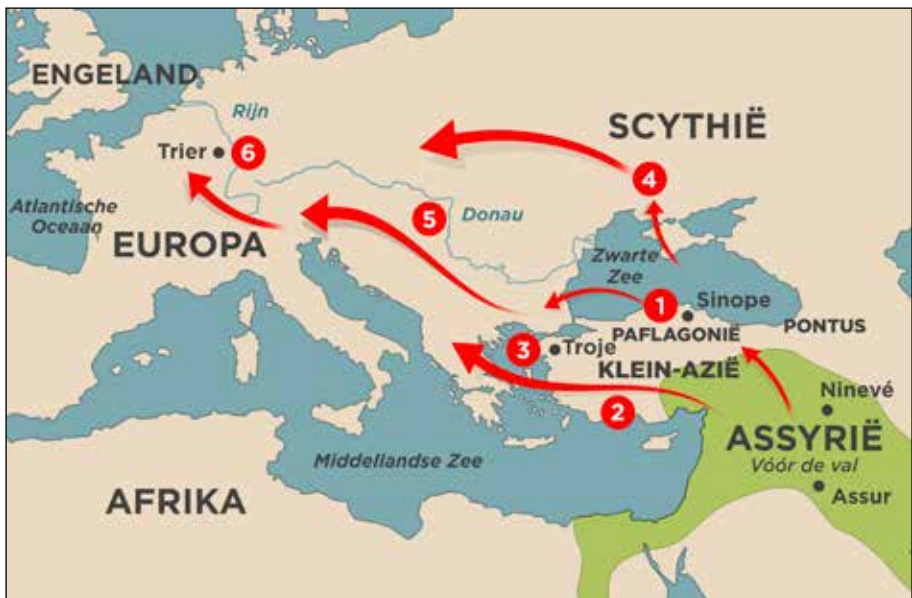 ENGELAND
Rijn
SCYTHIË
Trier
6
4
Atlantische
Oceaan
5
Donau
EUROPA
Zwarte
Zee
1
Sinope
PAFLAGONIË
PONTUS
3
Troje
KLEIN-AZIË
Ninevé
2
ASSYRIË
Middellandse Zee
Vóór de val
AFRIKA
Assur